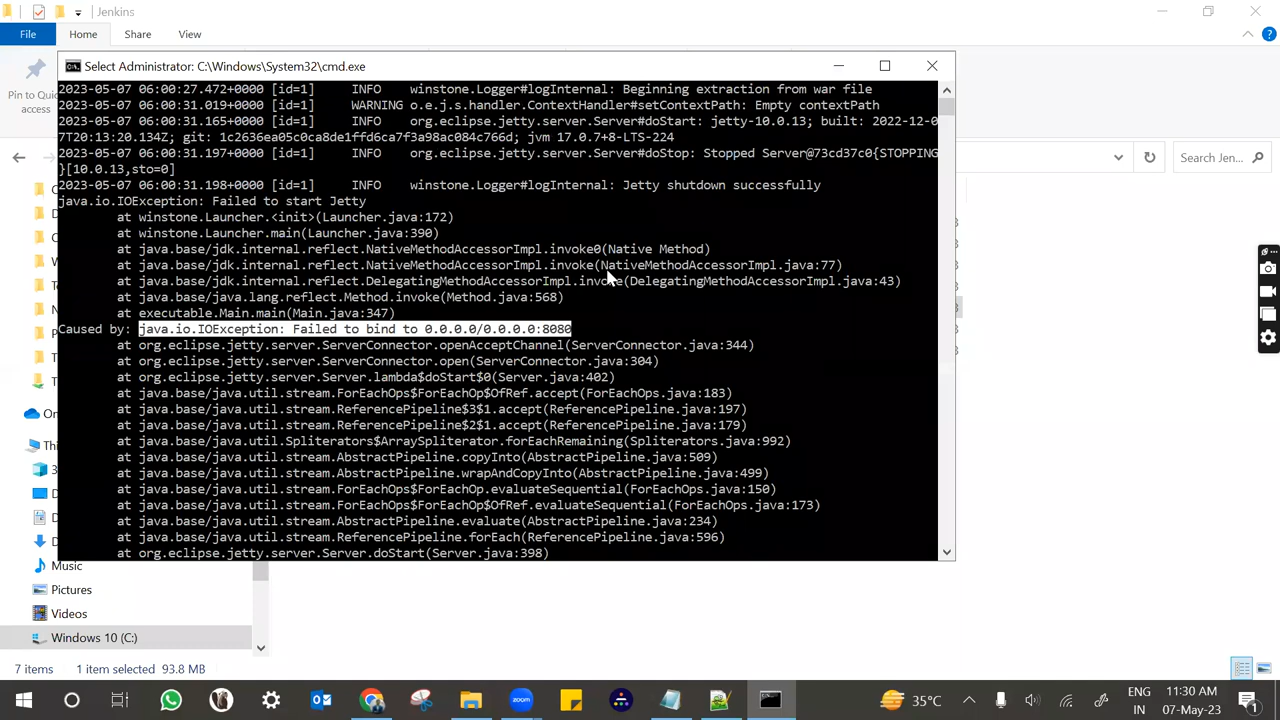 Jenkins
File
Home
Share
View
Pin to Quic
access
Select Administrator: C:\Windows\System32\cmd.exe
2023-05-07 06:00:27.472+0000 [id=1] INFO winstone.Logger#logInternal: Beginning extraction from war file
2023-05-07 06:00:31.019+0000 [id=1] WARNING o.e.j.s.handler.ContextHandler#setContextPath: Empty contextPath
2023-05-07 06:00:31.165+0000 [id=1] INFO org.eclipse.jetty.server.Server#doStart: jetty-10.0.13; built: 2022-12-0
7T20:13:20.134Z; git: 1c2636ea05c0ca8de1ffd6ca7f3a98ac084c766d; jvm 17.0.7+8-LTS-224
2023-05-07 06:00:31.197+0000 [id=1] INFO org.eclipse.jetty.server.Server#doStop: Stopped Server@73cd37c0{STOPPING
}[10.0.13,sto=0]
2023-05-07 06:00:31.198+0000 [id=1] INFO winstone.Logger#logInternal: Jetty shutdown successfully
java.io.IOException: Failed to start Jetty
at winstone.Launcher.<init>(Launcher.java:172)
at winstone.Launcher.main(Launcher.java:390)
at java.base/jdk.internal.reflect.NativeMethodAccessorImpl.invoke0(Native Method)
at java.base/jdk.internal.reflect.NativeMethodAccessorImpl.invoke(NativeMethodAccessorImpl.java:77)
at java.base/jdk.internal.reflect.DelegatingMethodAccessorImpl.invoke(DelegatingMethodAccessorImpl.java:43)
at java.base/java.lang.reflect.Method.invoke(Method.java:568)
at executable.Main.main(Main.java:347)
Caused by: java.io.IOException: Failed to bind to 0.0.0.0/0.0.0.0:8080
at org.eclipse.jetty.server.ServerConnector.openAcceptChannel(ServerConnector.java:344)
at org.eclipse.jetty.server.ServerConnector.open(ServerConnector.java:304)
at org.eclipse.jetty.server.Server.lambda$doStart$0(Server.java:402)
at java.base/java.util.stream.ForEachOps$ForEachOp$OfRef.accept(ForEachOps.java:183)
at java.base/java.util.stream.ReferencePipeline$3$1.accept(ReferencePipeline.java:197)
at java.base/java.util.stream.ReferencePipeline$2$1.accept(ReferencePipeline.java:179)
at java.base/java.util.Spliterators$ArraySpliterator.forEachRemaining(Spliterators.java:992)
at java.base/java.util.stream.AbstractPipeline.copyInto(AbstractPipeline.java:509)
at java.base/java.util.stream.AbstractPipeline.wrapAndCopyInto(AbstractPipeline.java:499)
at java.base/java.util.stream.ForEachOps$ForEachOp.evaluateSequential(ForEachOps.java:150)
at java.base/java.util.stream.ForEachOps$ForEachOp$OfRef.evaluateSequential(ForEachOps.java:173)
at java.base/java.util.stream.AbstractPipeline.evaluate(AbstractPipeline.java:234)
at java.base/java.util.stream.ReferencePipeline.forEach(ReferencePipeline.java:596)
at org.eclipse.jetty.server.Server.doStart(Server.java:398)
Search Jen...
On
Thi
3
Music
Pictures
Videos
Windows 10 (C:)
7 items 1 item selected 93.8 MB
zoom
35°C
ENG
IN
11:30 AM
07-May-23
1